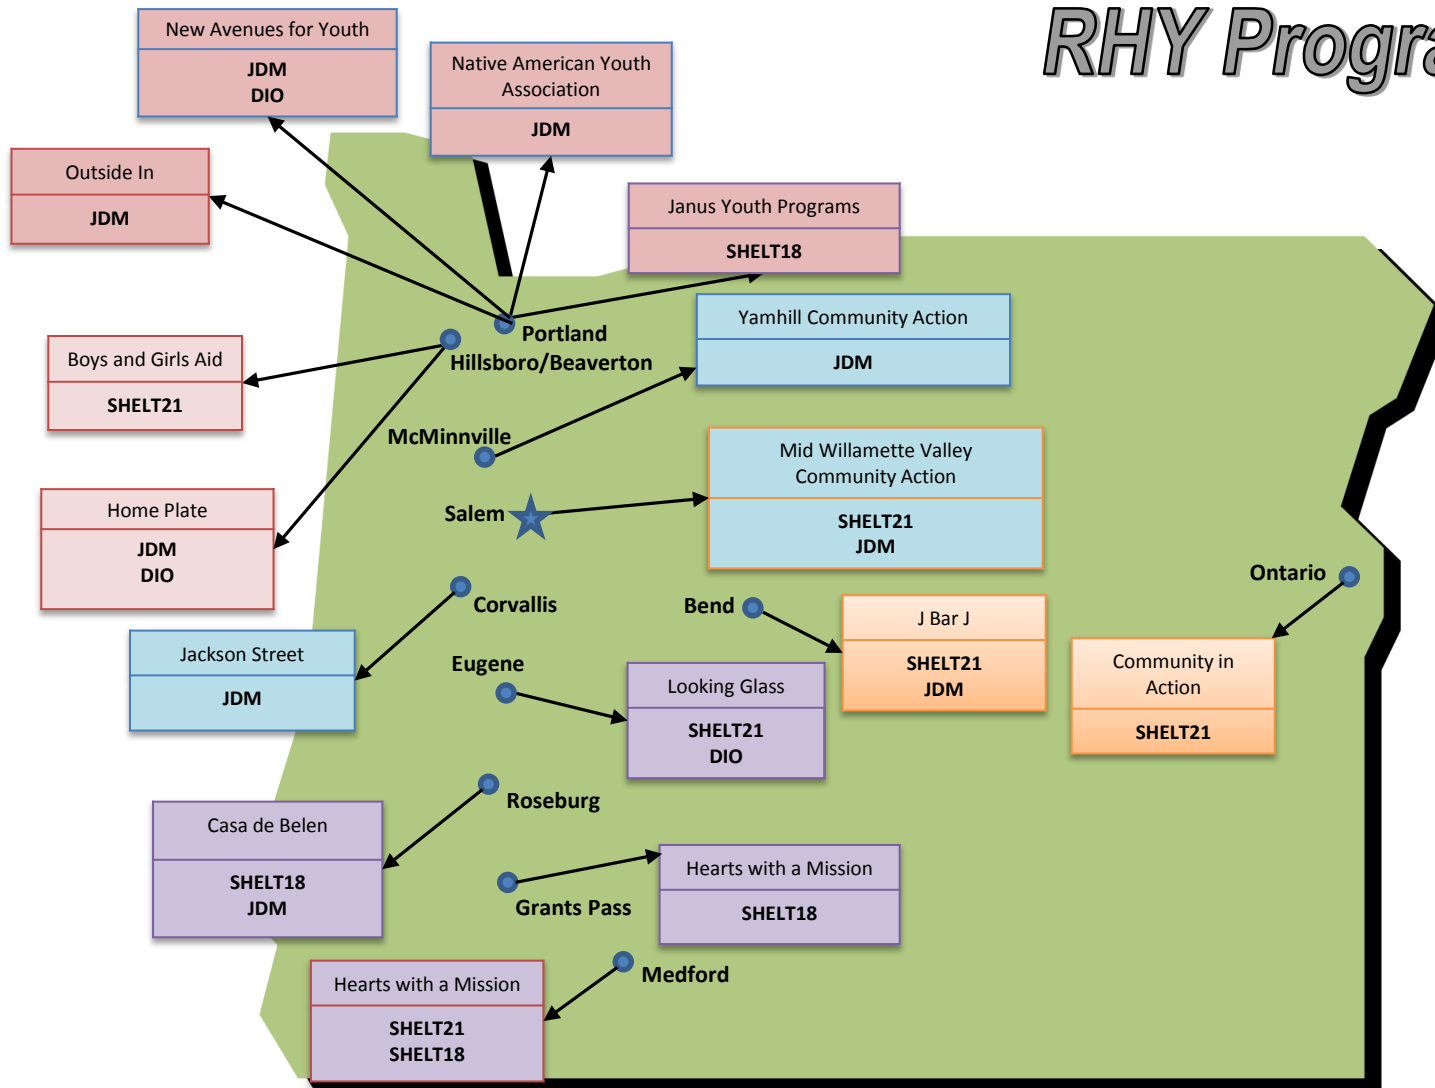 RHY Progra
New Avenues for Youth
JDM
DIO
Native American Youth
Association
JDM
Outside In
JDM
Janus Youth Programs
SHELT18
Portland
Hillsboro/Beaverton
Yamhill Community Action
JDM
Boys and Girls Aid
SHELT21
McMinnville
Mid Willamette Valley
Community Action
SHELT21
JDM
Salem
Home Plate
JDM
DIO
Ontario
Corvallis
Bend
J Bar J
SHELT21
JDM
Community in
Action
SHELT21
Jackson Street
JDM
Eugene
Looking Glass
SHELT21
DIO
Roseburg
Casa de Belen
SHELT18
JDM
Grants Pass
Hearts with a Mission
SHELT18
Medford
Hearts with a Mission
SHELT21
SHELT18